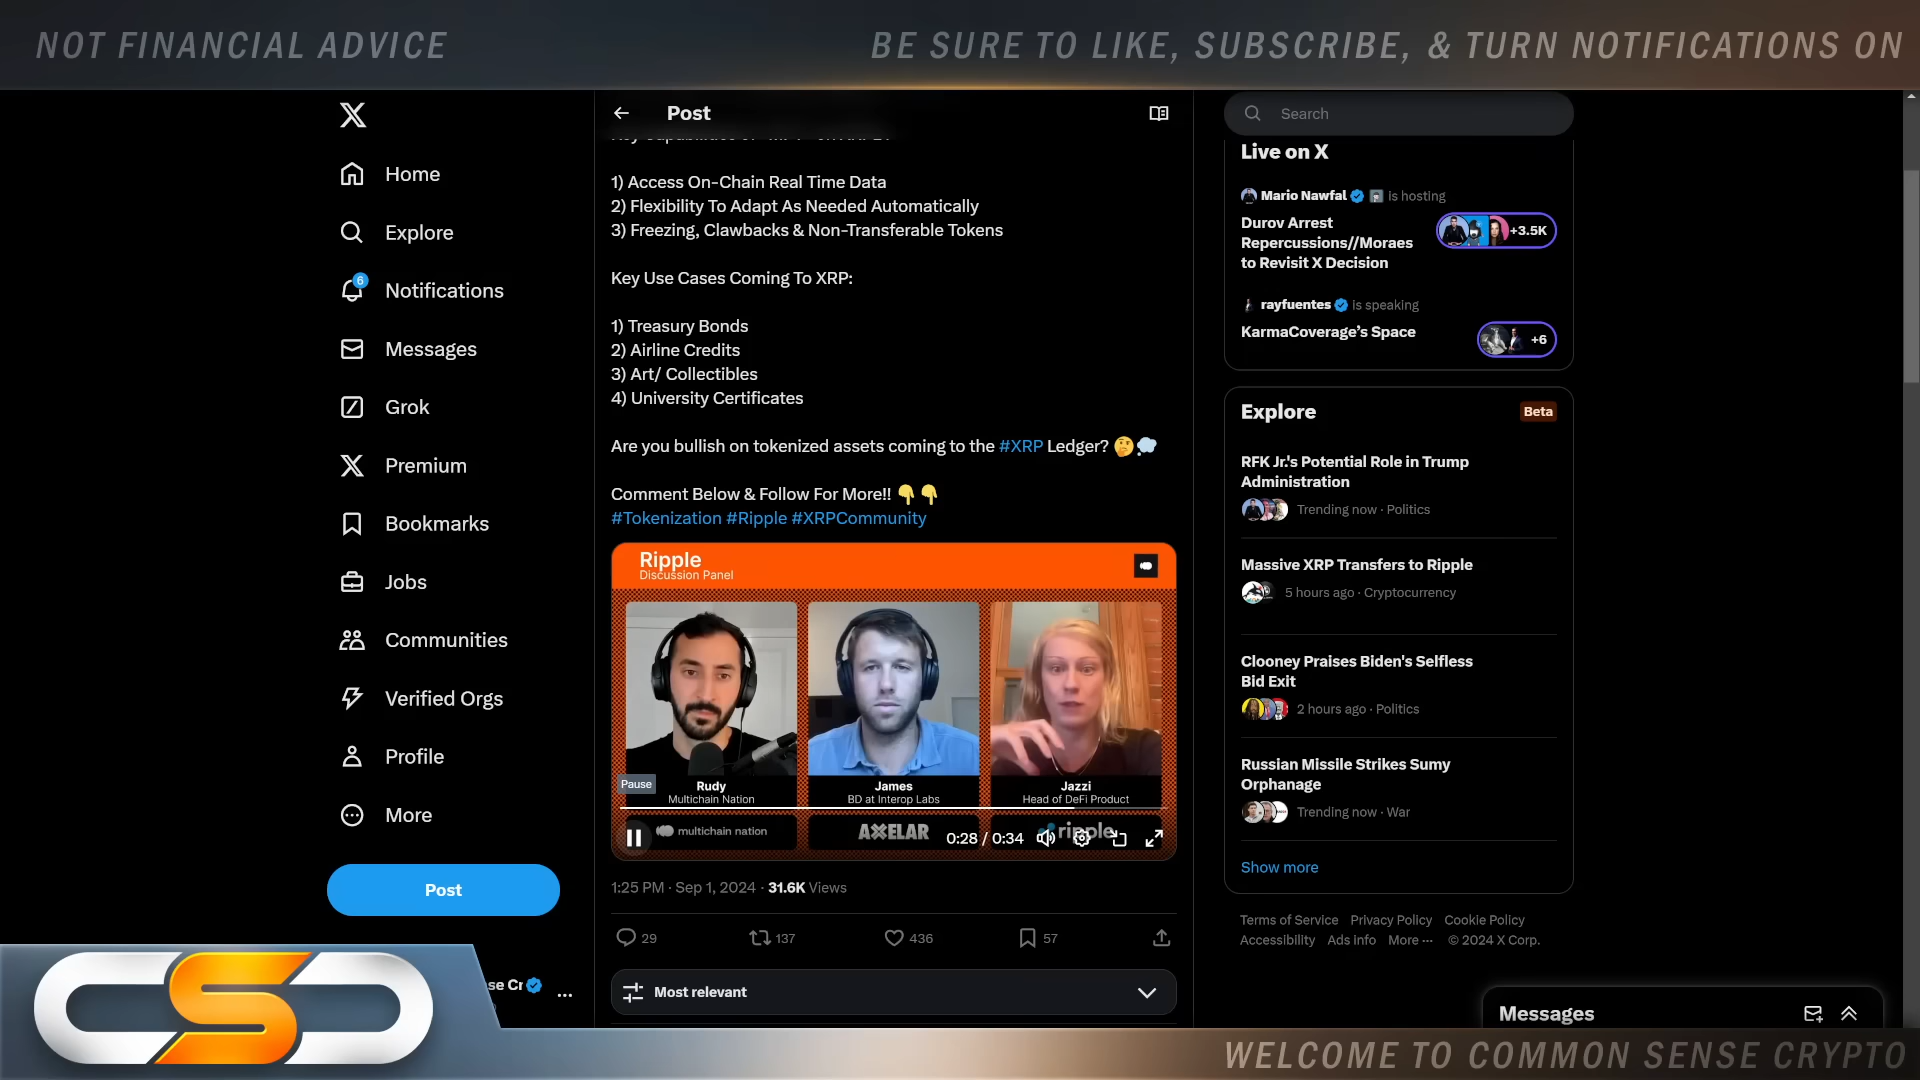 NOT FINANCIAL ADVICE
BE SURE TO LIKE, SUBSCRIBE, & TURN NOTIFICATIONS ON
Home
Explore
6
Notifications
Messages
Grok
Premium
Bookmarks
Jobs
Communities
Verified Orgs
Profile
More
Post
se Cr
Post
1) Access On-Chain Real Time Data
2) Flexibility To Adapt As Needed Automatically
3) Freezing, Clawbacks & Non-Transferable Tokens
Key Use Cases Coming To XRP:
1) Treasury Bonds
2) Airline Credits
3) Art/ Collectibles
4) University Certificates
Are you bullish on tokenized assets coming to the #XRP Ledger? 🤔💭
Comment Below & Follow For More!! 👇👇
#Tokenization #Ripple #XRPCommunity
Ripple
Discussion Panel
Pause
Rudy
Multichain Nation
James
BD at Interop Labs
Jazzi
Head of DeFi Product
multichain nation
AXELAR
ripple
0:28 / 0:34
1:25 PM · Sep 1, 2024 · 31.6K Views
29
137
436
57
Most relevant
Search
Live on X
Mario Nawfal is hosting
Durov Arrest
Repercussions//Moraes
to Revisit X Decision
+3.5K
rayfuentes is speaking
KarmaCoverage's Space
+6
Explore
Beta
RFK Jr.'s Potential Role in Trump
Administration
Trending now · Politics
Massive XRP Transfers to Ripple
5 hours ago · Cryptocurrency
Clooney Praises Biden's Selfless
Bid Exit
2 hours ago · Politics
Russian Missile Strikes Sumy
Orphanage
Trending now · War
Show more
Terms of Service Privacy Policy Cookie Policy
Accessibility Ads info More ··· © 2024 X Corp.
Messages
CSC
WELCOME TO COMMON SENSE CRYPTO